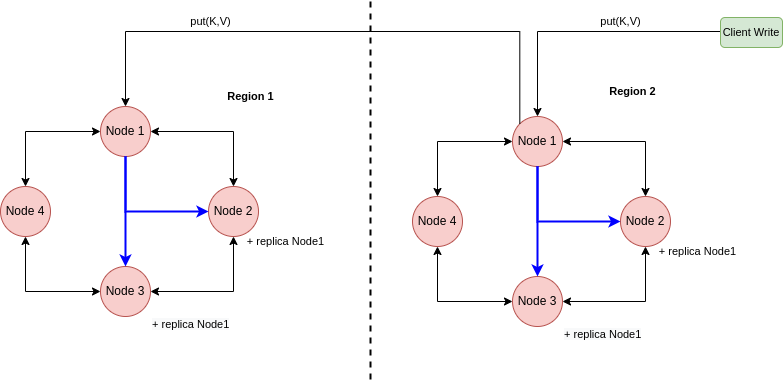 put(K,V)
put(K,V)
Client Write
Region 1
Region 2
Node 1
Node 1
Node 4
Node 2
Node 4
Node 2
+ replica Node1
+ replica Node1
Node 3
Node 3
+ replica Node1
+ replica Node1